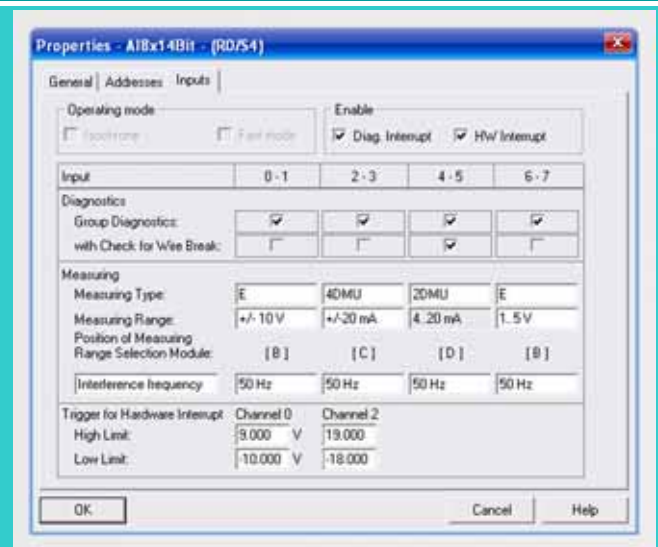 Properties - AI8x14Bit - (R0/S4)
General Addresses Inputs
Operating mode Enable
Isochrone Fast mode Diag. Interrupt HW Interrupt
Input 0 - 1 2 - 3 4 - 5 6 - 7
Diagnostics
Group Diagnostics:
with Check for Wire Break:
Measuring
Measuring Type: E 4DMU 2DMU E
Measuring Range: +/- 10 V +/-20 mA 4..20 mA 1..5 V
Position of Measuring
Range Selection Module: [B] [C] [D] [B]
Interference frequency 50 Hz 50 Hz 50 Hz 50 Hz
Trigger for Hardware Interrupt Channel 0 Channel 2
High Limit: 9.000 V 19.000
Low Limit: -10.000 V -18.000
OK Cancel Help